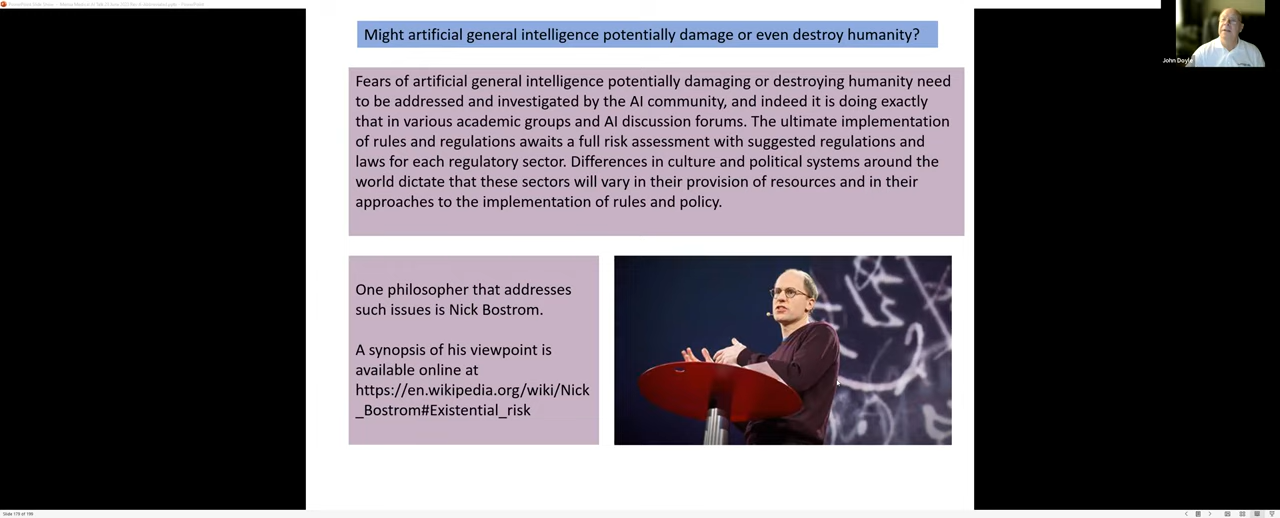 Might artificial general intelligence potentially damage or even destroy humanity?
John Doyle
Fears of artificial general intelligence potentially damaging or destroying humanity need
to be addressed and investigated by the AI community, and indeed it is doing exactly
that in various academic groups and AI discussion forums. The ultimate implementation
of rules and regulations awaits a full risk assessment with suggested regulations and
laws for each regulatory sector. Differences in culture and political systems around the
world dictate that these sectors will vary in their provision of resources and in their
approaches to the implementation of rules and policy.
One philosopher that addresses
such issues is Nick Bostrom.
A synopsis of his viewpoint is
available online at
https://en.wikipedia.org/wiki/Nick
_Bostrom#Existential_risk